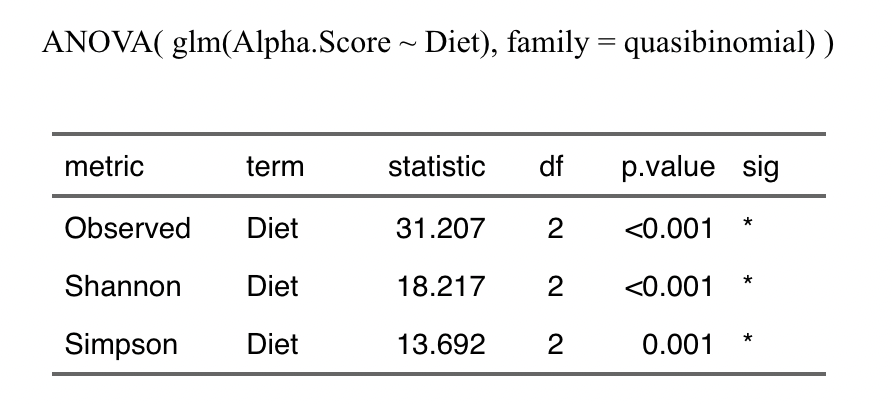 ANOVA( glm(Alpha.Score ~ Diet), family = quasibinomial) )
metric term statistic df p.value sig
Observed Diet 31.207 2 <0.001 *
Shannon Diet 18.217 2 <0.001 *
Simpson Diet 13.692 2 0.001 *